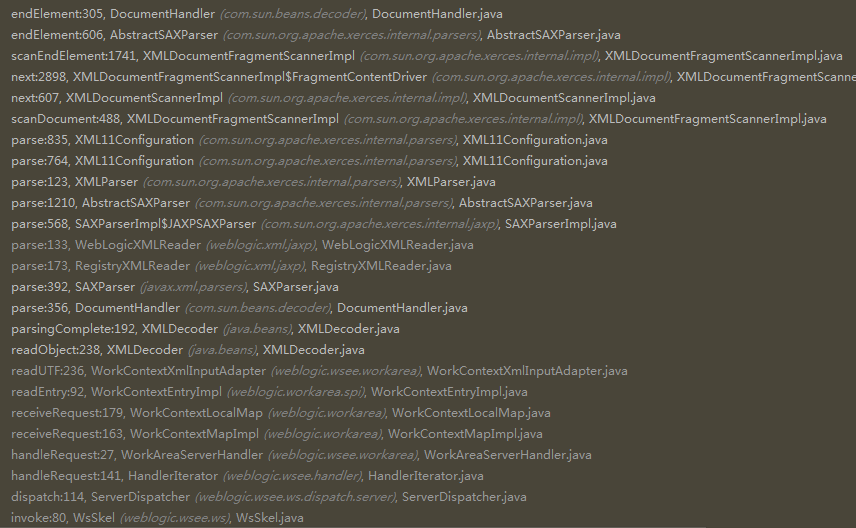 endElement:305, DocumentHandler (com.sun.beans.decoder), DocumentHandler.java
endElement:606, AbstractSAXParser (com.sun.org.apache.xerces.internal.parsers), AbstractSAXParser.java
scanEndElement:1741, XMLDocumentFragmentScannerImpl (com.sun.org.apache.xerces.internal.impl), XMLDocumentFragmentScannerImpl.java
next:2898, XMLDocumentFragmentScannerImpl$FragmentContentDriver (com.sun.org.apache.xerces.internal.impl), XMLDocumentFragmentScanne
next:607, XMLDocumentScannerImpl (com.sun.org.apache.xerces.internal.impl), XMLDocumentScannerImpl.java
scanDocument:488, XMLDocumentFragmentScannerImpl (com.sun.org.apache.xerces.internal.impl), XMLDocumentFragmentScannerImpl.java
parse:835, XML11Configuration (com.sun.org.apache.xerces.internal.parsers), XML11Configuration.java
parse:764, XML11Configuration (com.sun.org.apache.xerces.internal.parsers), XML11Configuration.java
parse:123, XMLParser (com.sun.org.apache.xerces.internal.parsers), XMLParser.java
parse:1210, AbstractSAXParser (com.sun.org.apache.xerces.internal.parsers), AbstractSAXParser.java
parse:568, SAXParserImpl$JAXPSAXParser (com.sun.org.apache.xerces.internal.jaxp), SAXParserImpl.java
parse:133, WebLogicXMLReader (weblogic.xml.jaxp), WebLogicXMLReader.java
parse:173, RegistryXMLReader (weblogic.xml.jaxp), RegistryXMLReader.java
parse:392, SAXParser (javax.xml.parsers), SAXParser.java
parse:356, DocumentHandler (com.sun.beans.decoder), DocumentHandler.java
parsingComplete:192, XMLDecoder (java.beans), XMLDecoder.java
readObject:238, XMLDecoder (java.beans), XMLDecoder.java
readUTF:236, WorkContextXmlInputAdapter (weblogic.wsee.workarea), WorkContextXmlInputAdapter.java
readEntry:92, WorkContextEntryImpl (weblogic.workarea.spi), WorkContextEntryImpl.java
receiveRequest:179, WorkContextLocalMap (weblogic.workarea), WorkContextLocalMap.java
receiveRequest:163, WorkContextMapImpl (weblogic.workarea), WorkContextMapImpl.java
handleRequest:27, WorkAreaServerHandler (weblogic.wsee.workarea), WorkAreaServerHandler.java
handleRequest:141, HandlerIterator (weblogic.wsee.handler), HandlerIterator.java
dispatch:114, ServerDispatcher (weblogic.wsee.ws.dispatch.server), ServerDispatcher.java
invoke:80, WsSkel (weblogic.wsee.ws), WsSkel.java